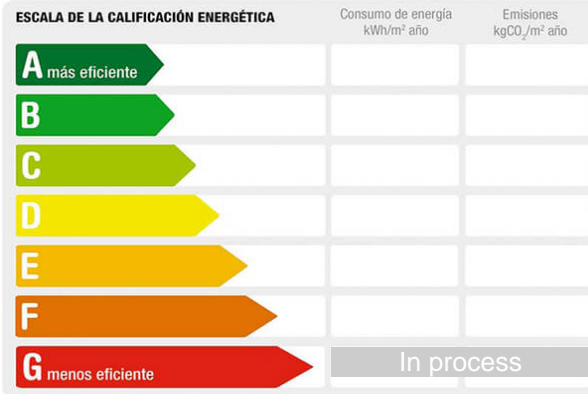 ESCALA DE LA CALIFICACIÓN ENERGÉTICA
Consumo de energía
kWh/m² año
Emisiones
kgCO₂/m² año
A más eficiente
B
C
D
E
F
G menos eficiente
In process